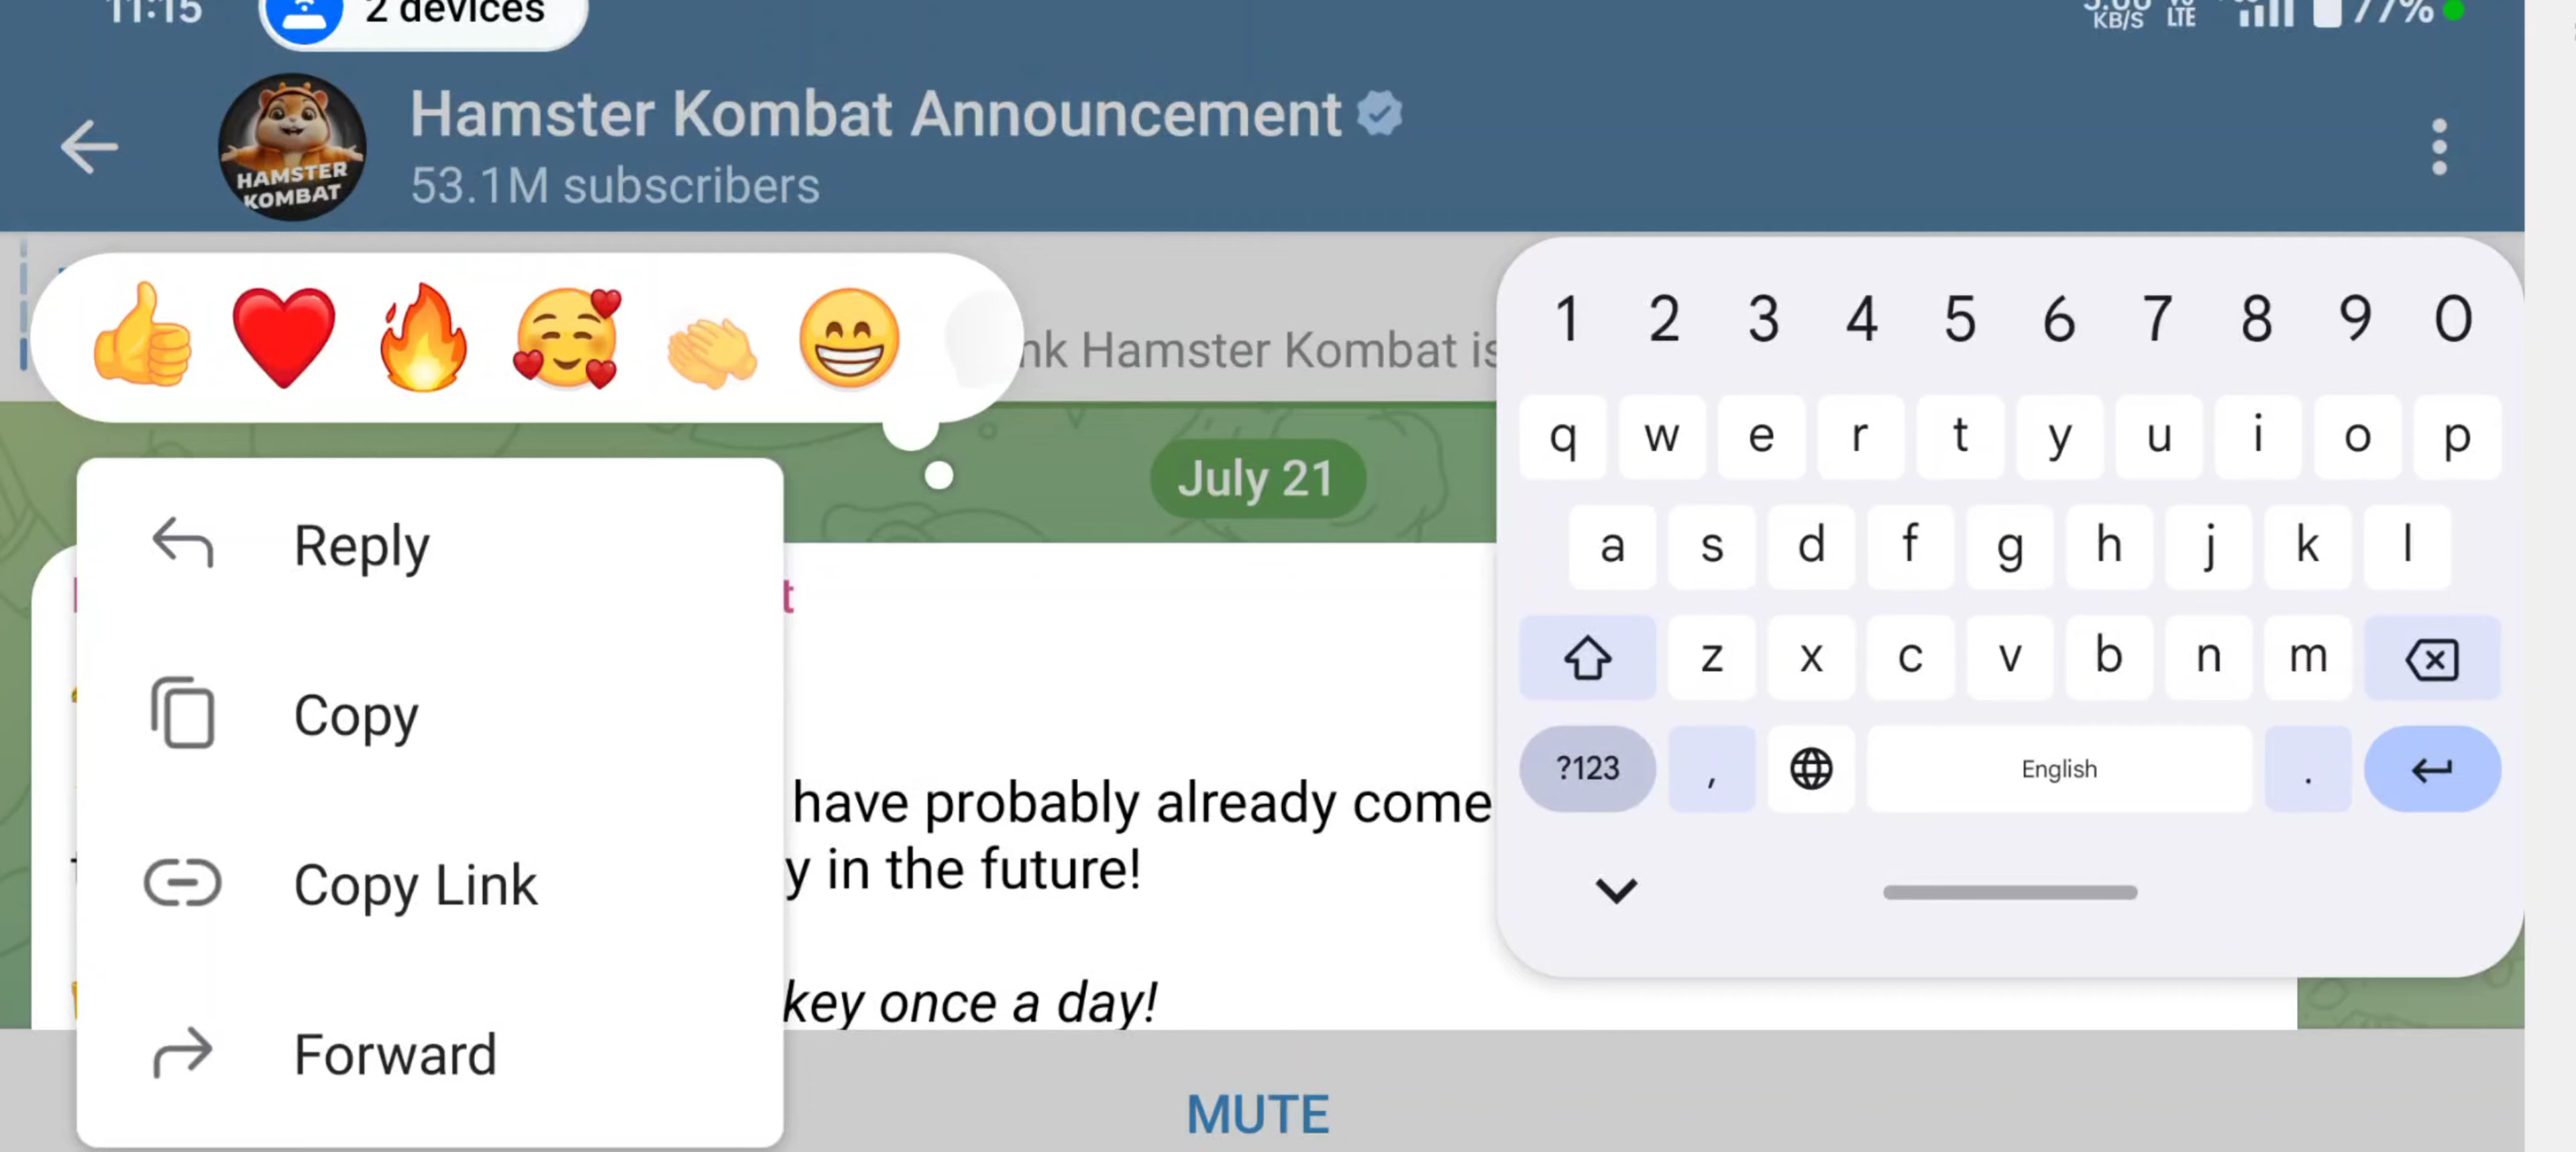 11:15
2 devices
KB/S LTE
77%
Hamster Kombat Announcement
53.1M subscribers
HAMSTER
KOMBAT
nk Hamster Kombat is
July 21
Reply
Copy
Copy Link
Forward
t
have probably already come
y in the future!
key once a day!
MUTE
1 2 3 4 5 6 7 8 9 0
q w e r t y u i o p
a s d f g h j k l
z x c v b n m
?123 , English .